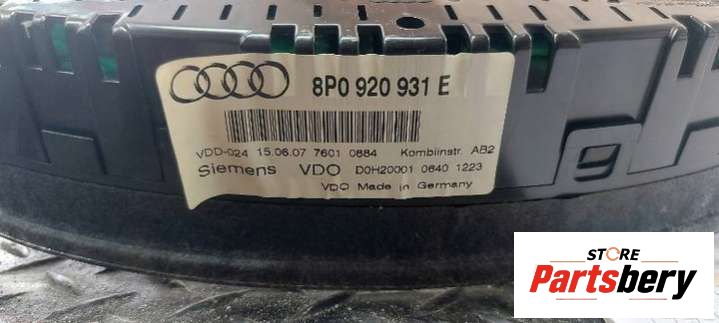 8P0 920 931 E
VDD-024 15.06.07 7601 0884 Kombiinstr. AB2
Siemens VDO D0H20001 0640 1223
VDO Made in Germany
9
STORE
Partsbery